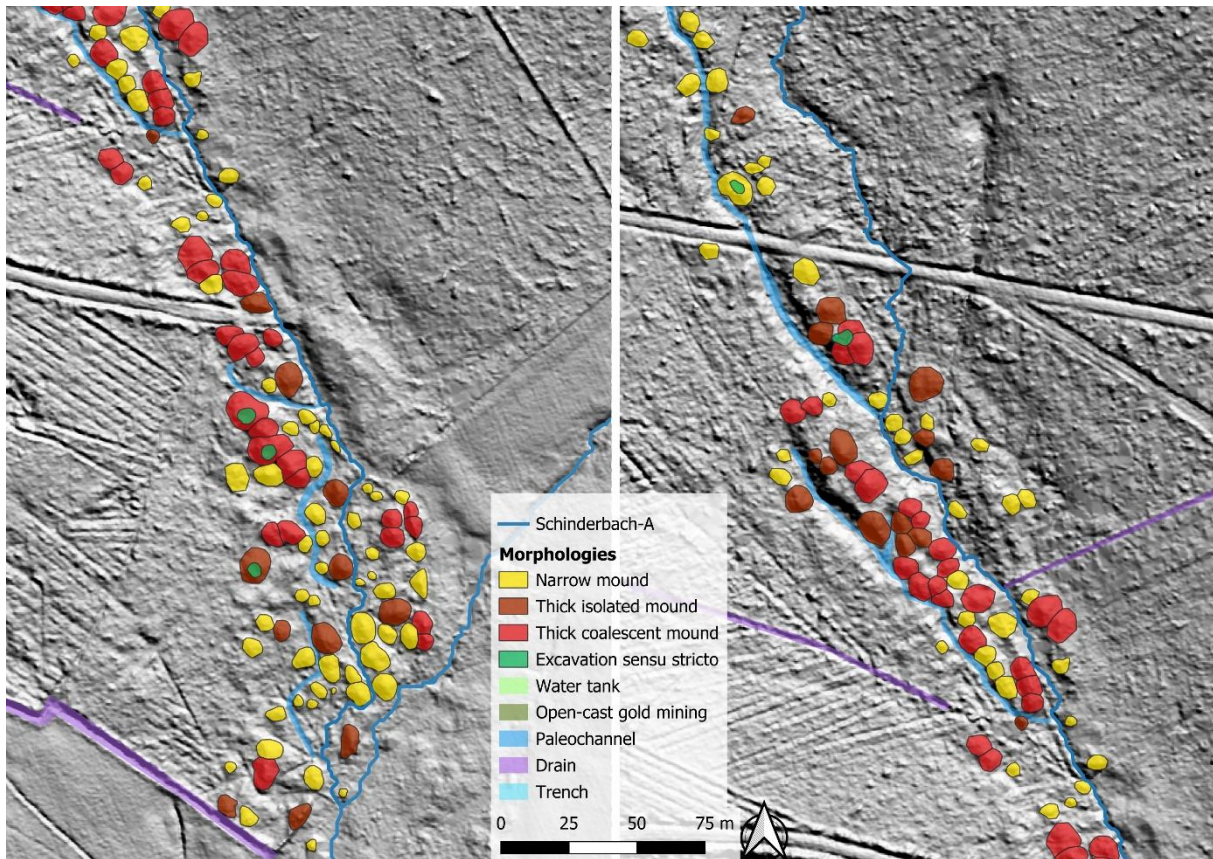 Schinderbach-A
Morphologies
Narrow mound
Thick isolated mound
Thick coalescent mound
Excavation sensu stricto
Water tank
Open-cast gold mining
Paleochannel
Drain
Trench
0 25 50 75 m